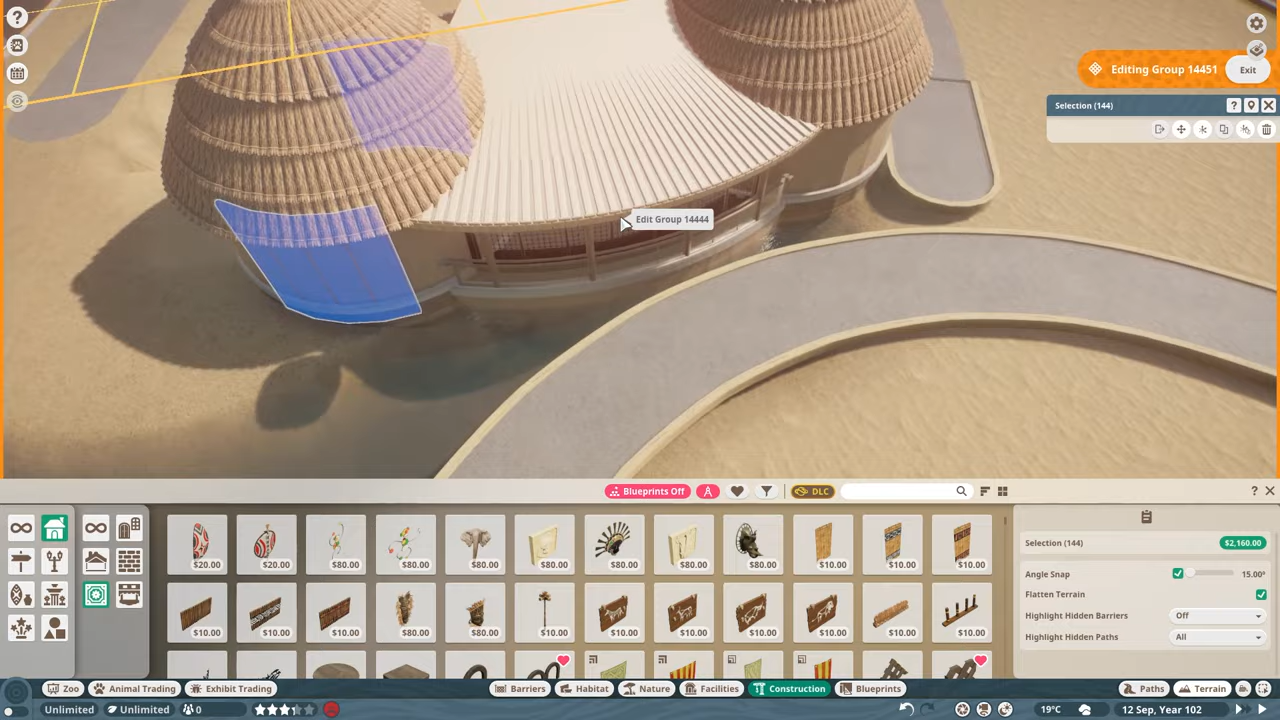 ?
Editing Group 14451
Exit
Selection (144)
?
Edit Group 14444
Blueprints Off
DLC
?
$20.00
$20.00
$80.00
$80.00
$80.00
$80.00
$80.00
$80.00
$80.00
$10.00
$10.00
$10.00
$10.00
$10.00
$10.00
$80.00
$80.00
$10.00
$10.00
$10.00
$10.00
$10.00
$10.00
$10.00
Selection (144)
$2,160.00
Angle Snap
15.00°
Flatten Terrain
Highlight Hidden Barriers
Off
Highlight Hidden Paths
All
Zoo
Animal Trading
Exhibit Trading
Barriers
Habitat
Nature
Facilities
Construction
Blueprints
Paths
Terrain
Unlimited
Unlimited
0
19°C
12 Sep, Year 102